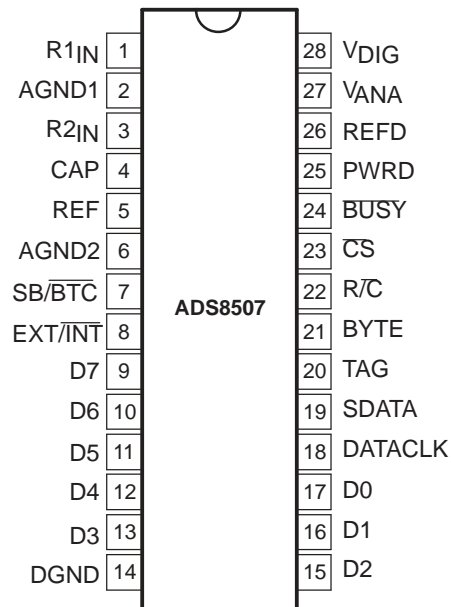 R1IN 1 28 VDIG
AGND1 2 27 VANA
R2IN 3 26 REFD
CAP 4 25 PWRD
REF 5 24 BUSY
AGND2 6 23 CS
SB/BTC 7 22 R/C
ADS8507
EXT/INT 8 21 BYTE
D7 9 20 TAG
D6 10 19 SDATA
D5 11 18 DATACLK
D4 12 17 D0
D3 13 16 D1
DGND 14 15 D2